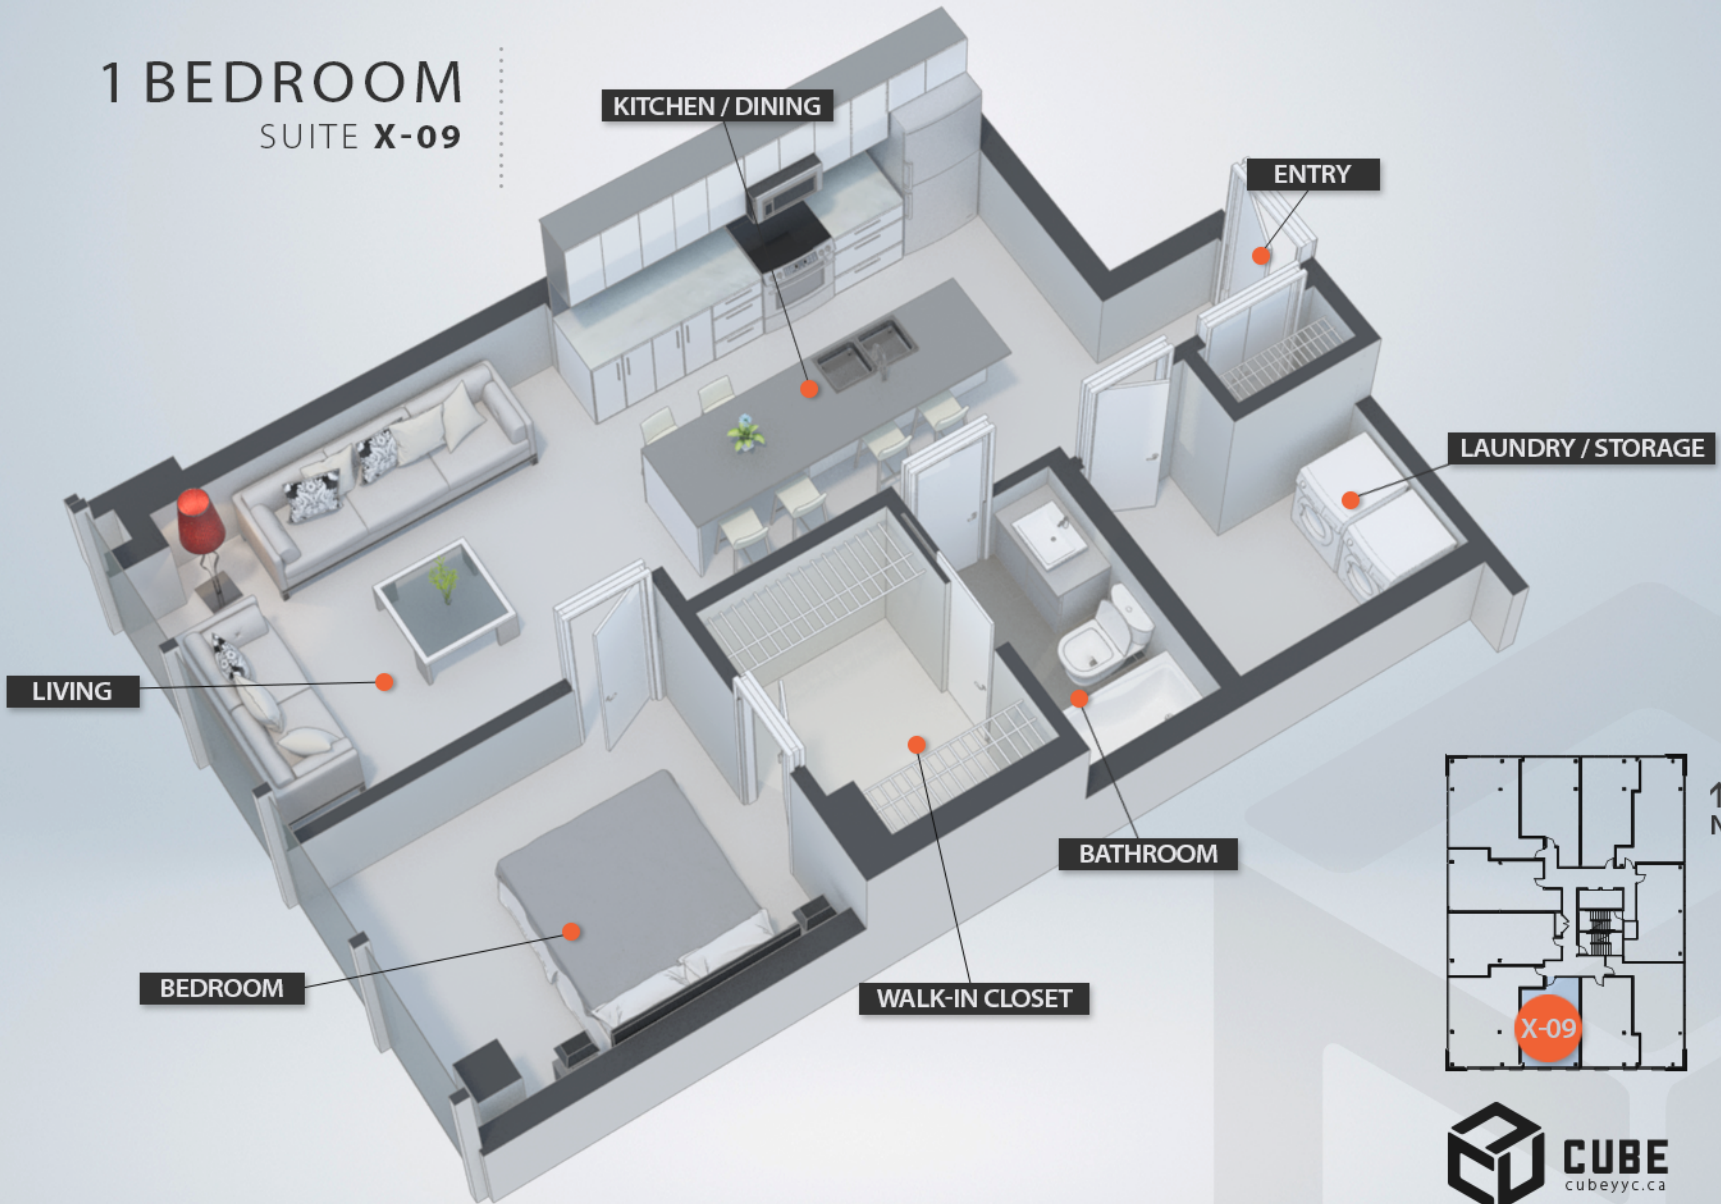 1 BEDROOM
SUITE X-09
KITCHEN / DINING
ENTRY
LAUNDRY / STORAGE
LIVING
BATHROOM
BEDROOM
WALK-IN CLOSET
X-09
CUBE
cubeyyc.ca